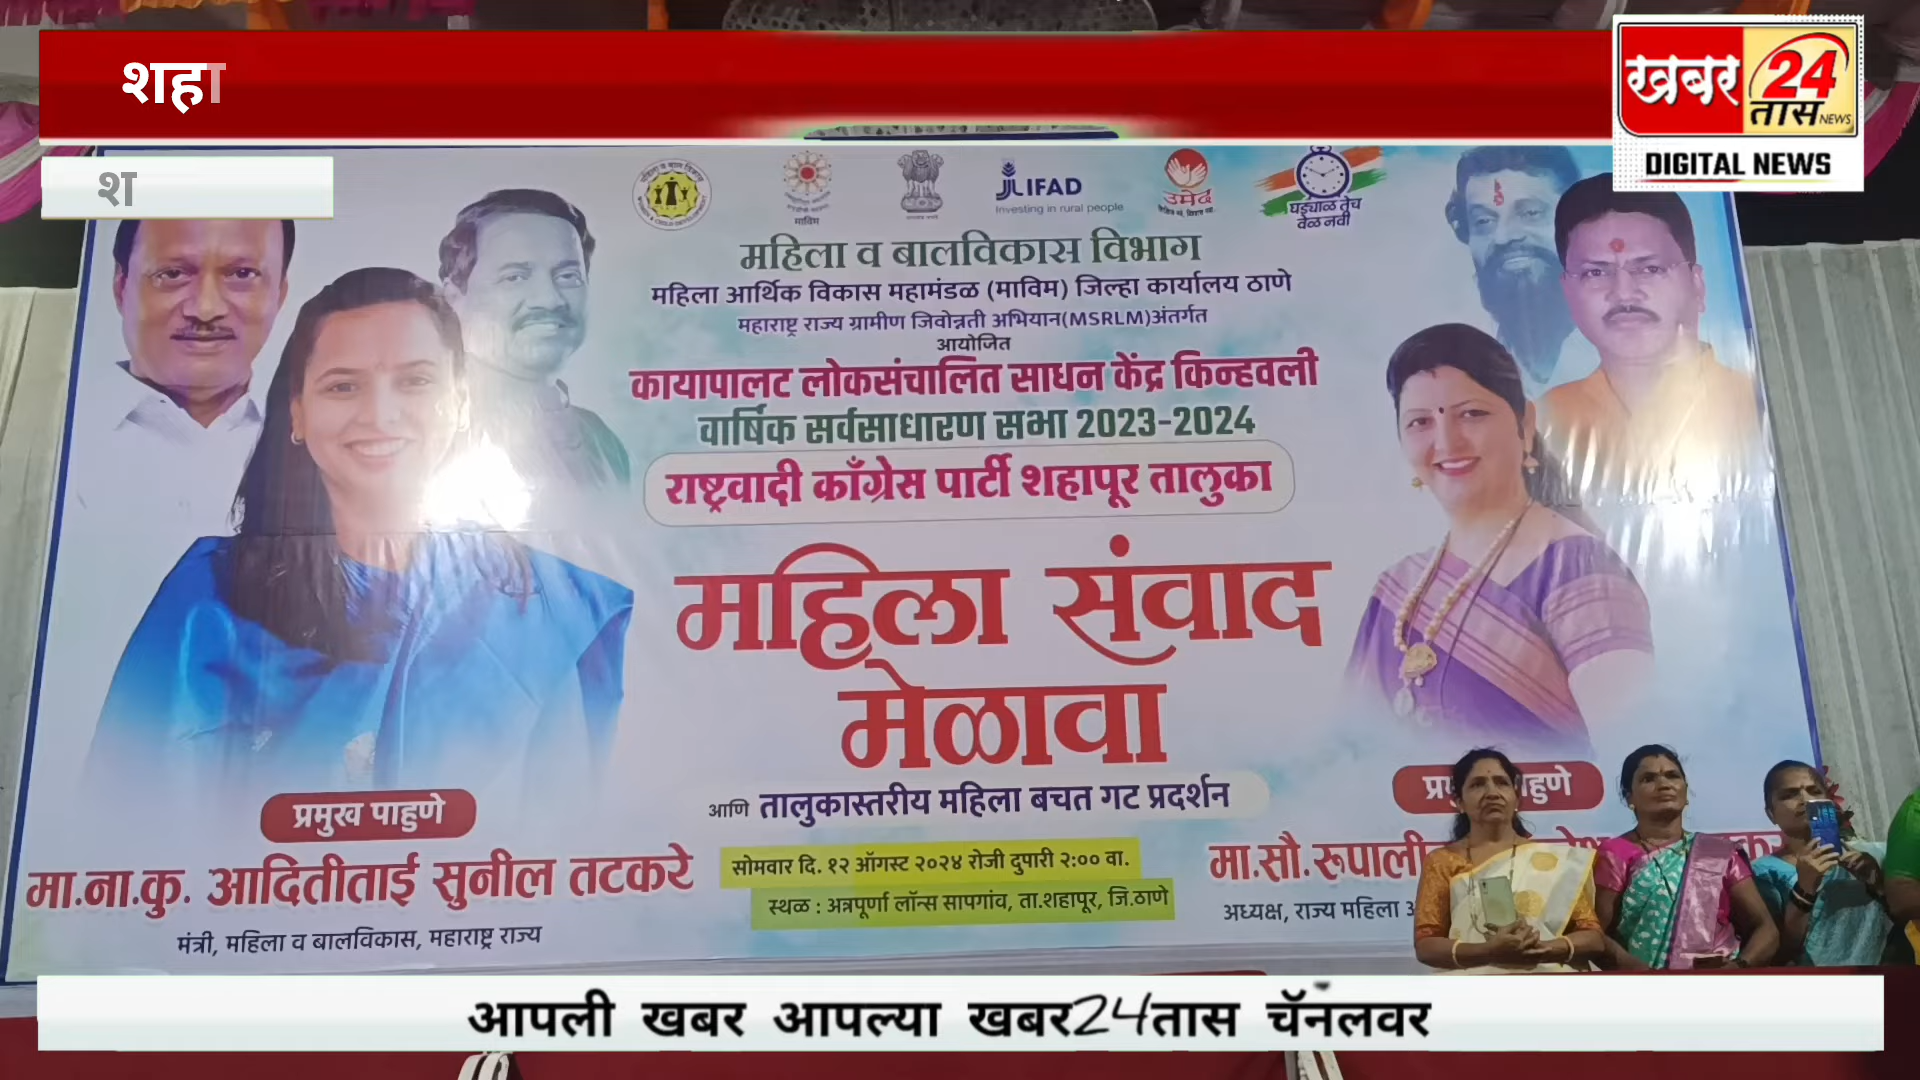 शहा
खबर 24 तास NEWS
DIGITAL NEWS
श
माविम
IFAD
Investing in rural people
उमेद
घड्याळ तेच
वेळ नवी
महिला व बालविकास विभाग
महिला आर्थिक विकास महामंडळ (माविम) जिल्हा कार्यालय ठाणे
महाराष्ट्र राज्य ग्रामीण जिवोन्नती अभियान(MSRLM)अंतर्गत
आयोजित
कायापालट लोकसंचालित साधन केंद्र किन्हवली
वार्षिक सर्वसाधारण सभा 2023-2024
राष्ट्रवादी काँग्रेस पार्टी शहापूर तालुका
महिला संवाद
मेळावा
आणि तालुकास्तरीय महिला बचत गट प्रदर्शन
सोमवार दि. १२ ऑगस्ट २०२४ रोजी दुपारी २:०० वा.
स्थळ : अन्नपूर्णा लॉन्स सापगांव, ता.शहापूर, जि.ठाणे
प्रमुख पाहुणे
मा.ना.कु. आदितीताई सुनील तटकरे
मंत्री, महिला व बालविकास, महाराष्ट्र राज्य
मा.सौ.रूपाली
अध्यक्ष, राज्य महिला
आपली खबर आपल्या खबर24तास चॅनलवर